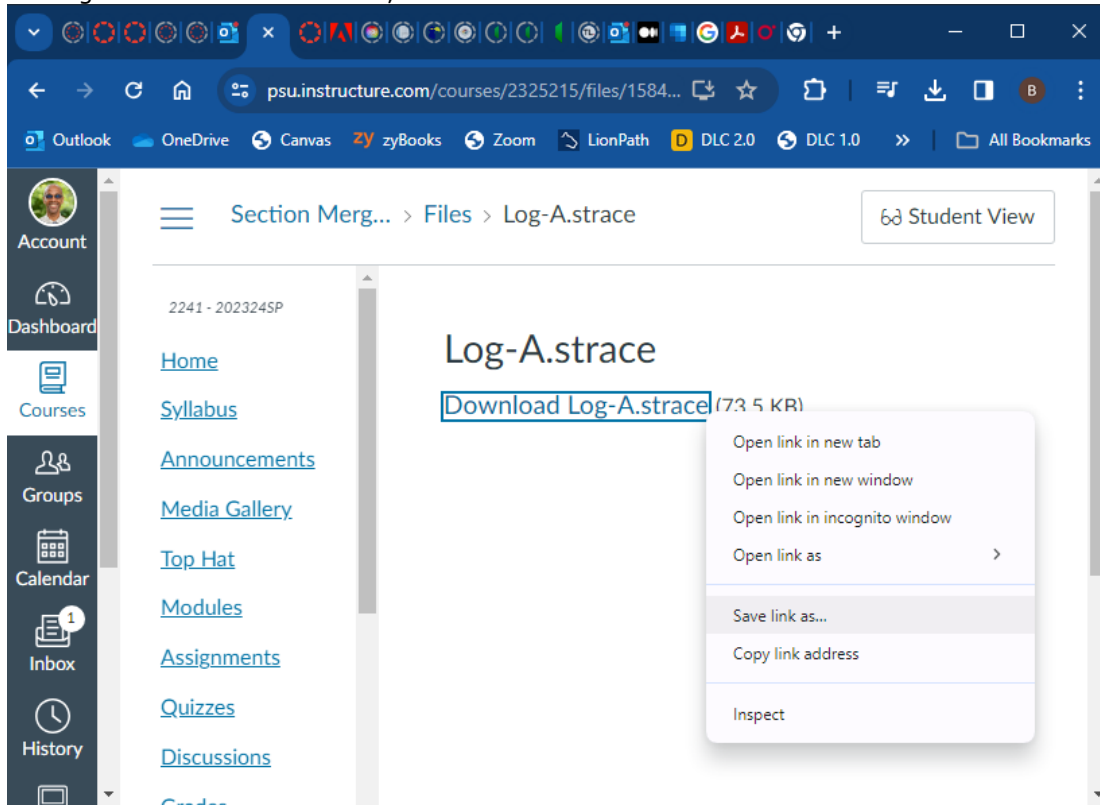 psu.instructure.com/courses/2325215/files/1584...
B
Outlook OneDrive Canvas zyBooks Zoom LionPath DLC 2.0 DLC 1.0 » All Bookmarks
Account
Dashboard
Courses
Groups
Calendar
1
Inbox
History
Section Merg... > Files > Log-A.strace
Student View
2241 - 202324SP
Home
Syllabus
Announcements
Media Gallery
Top Hat
Modules
Assignments
Quizzes
Discussions
Log-A.strace
Download Log-A.strace (73.5 KB)
Open link in new tab
Open link in new window
Open link in incognito window
Open link as
Save link as...
Copy link address
Inspect